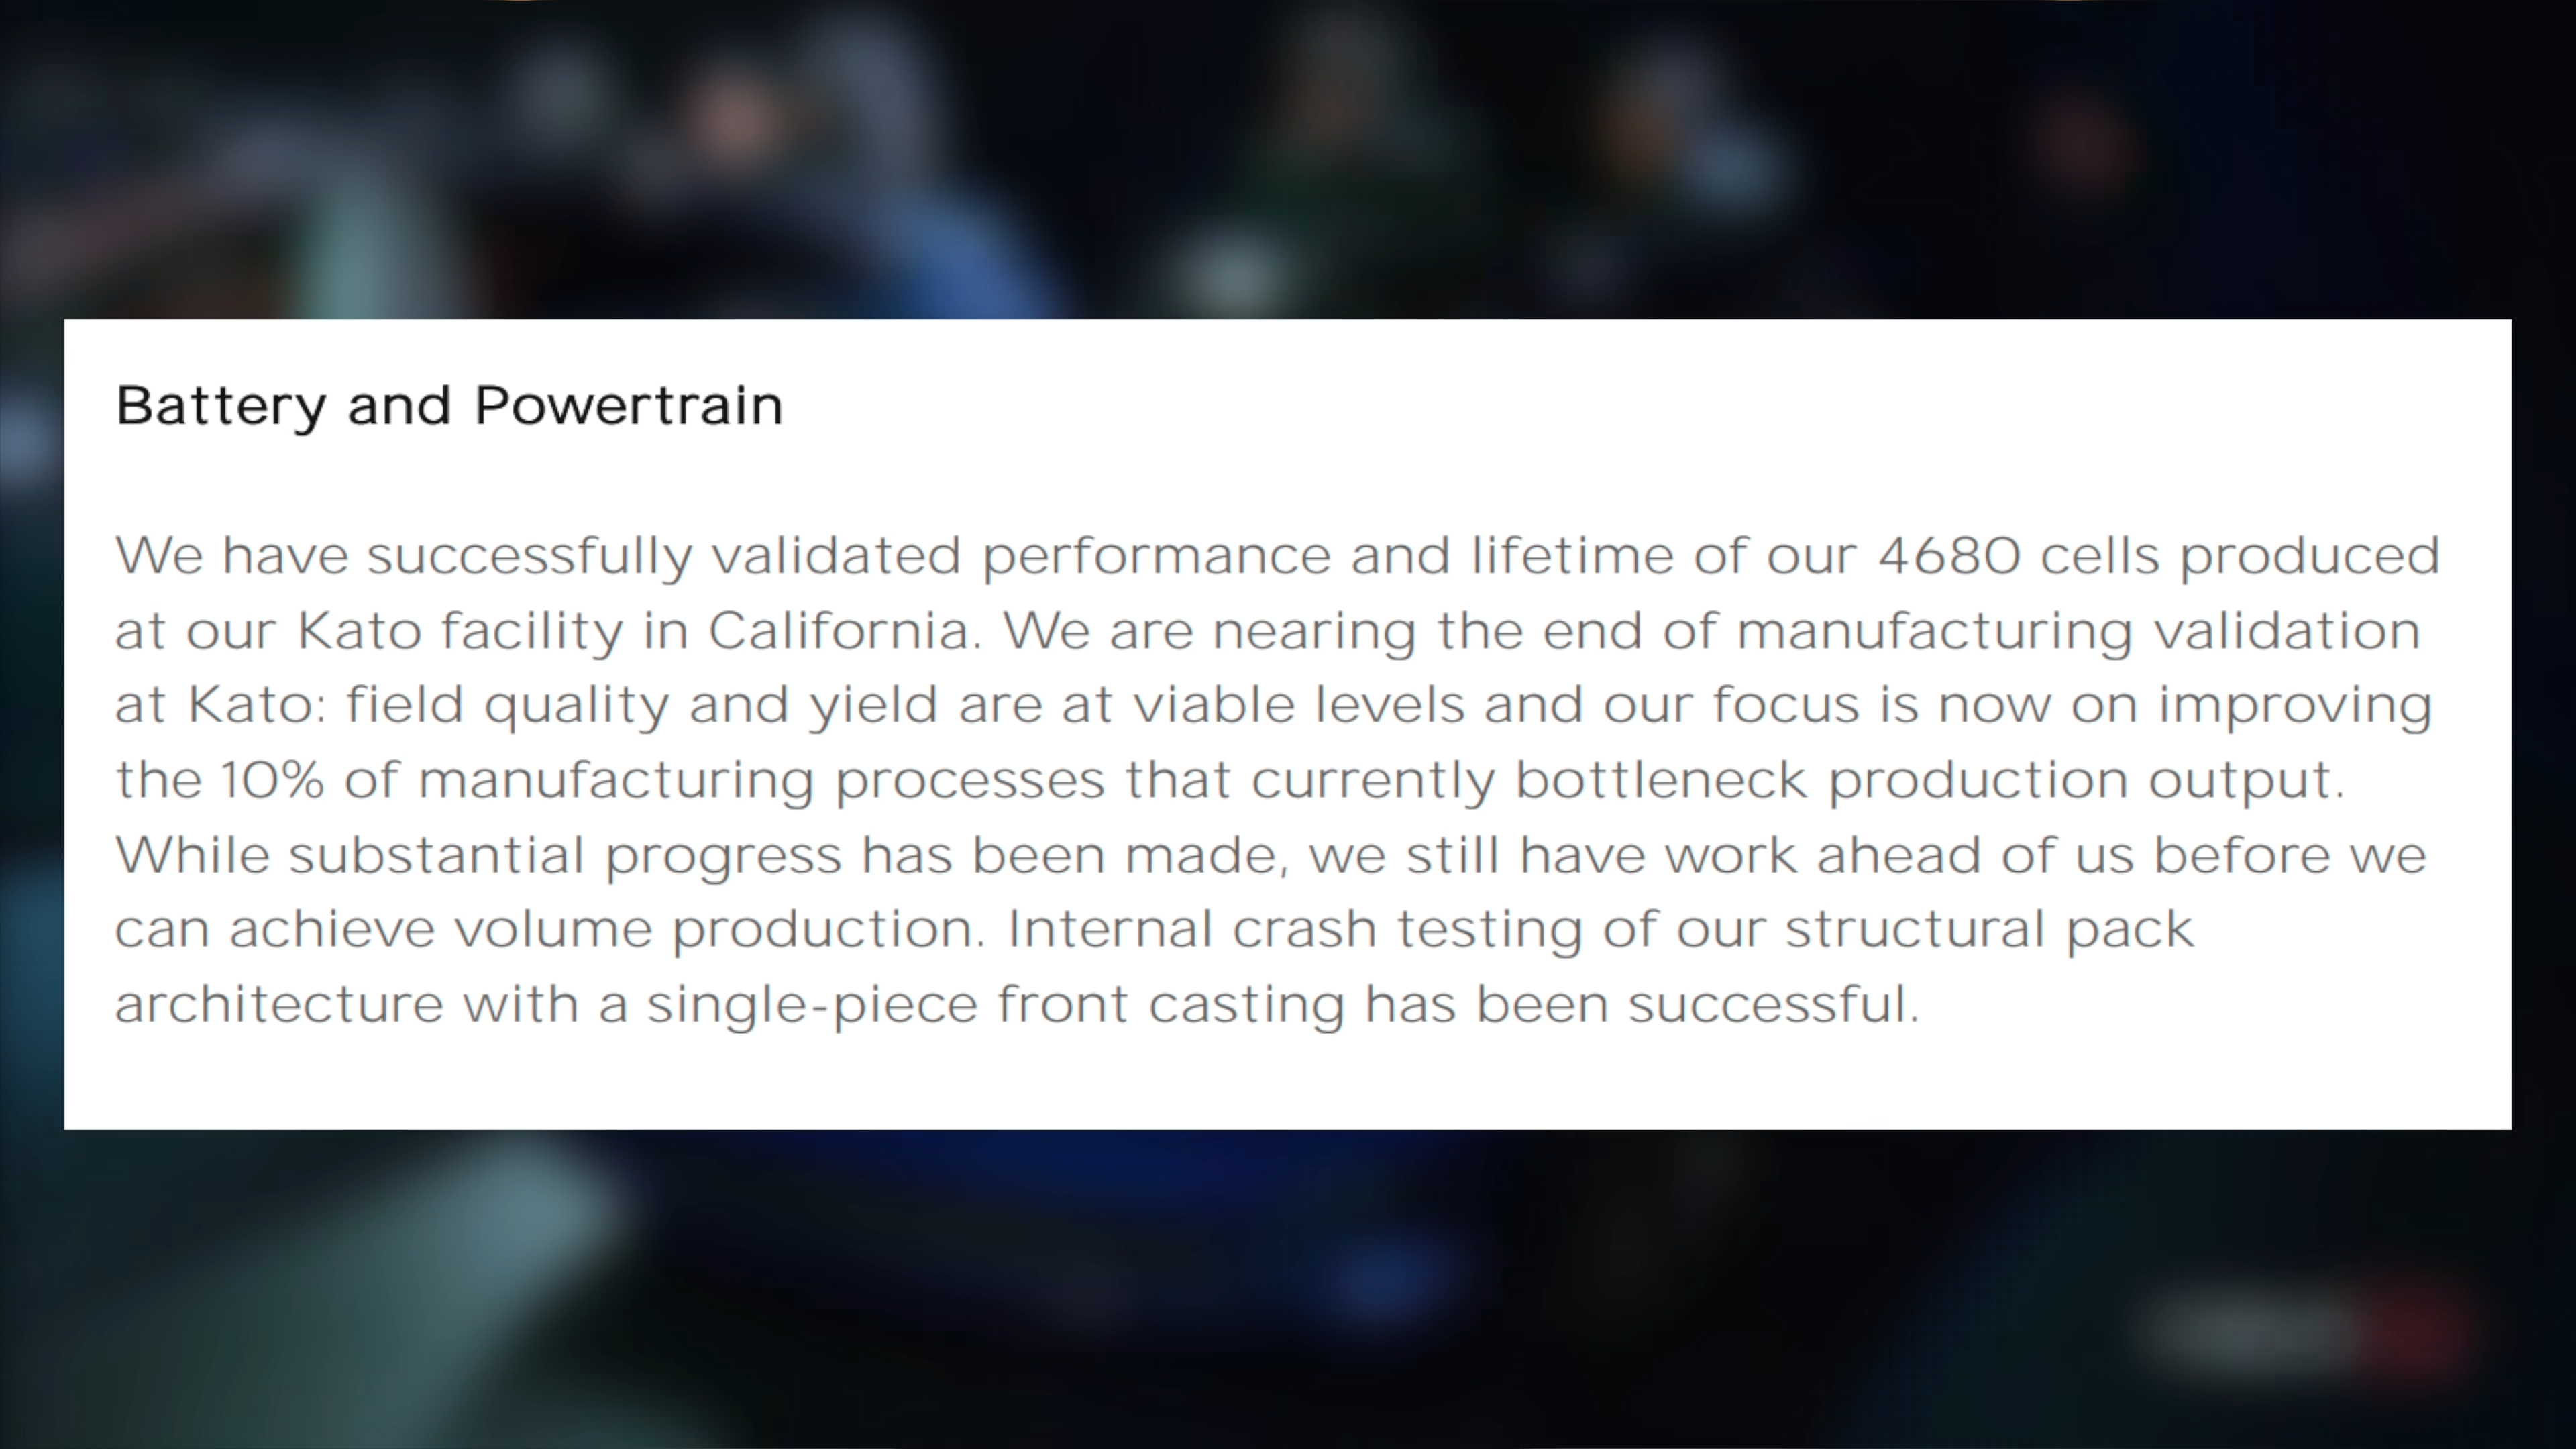 Battery and Powertrain
We have successfully validated performance and lifetime of our 4680 cells produced
at our Kato facility in California. We are nearing the end of manufacturing validation
at Kato: field quality and yield are at viable levels and our focus is now on improving
the 10% of manufacturing processes that currently bottleneck production output.
While substantial progress has been made, we still have work ahead of us before we
can achieve volume production. Internal crash testing of our structural pack
architecture with a single-piece front casting has been successful.